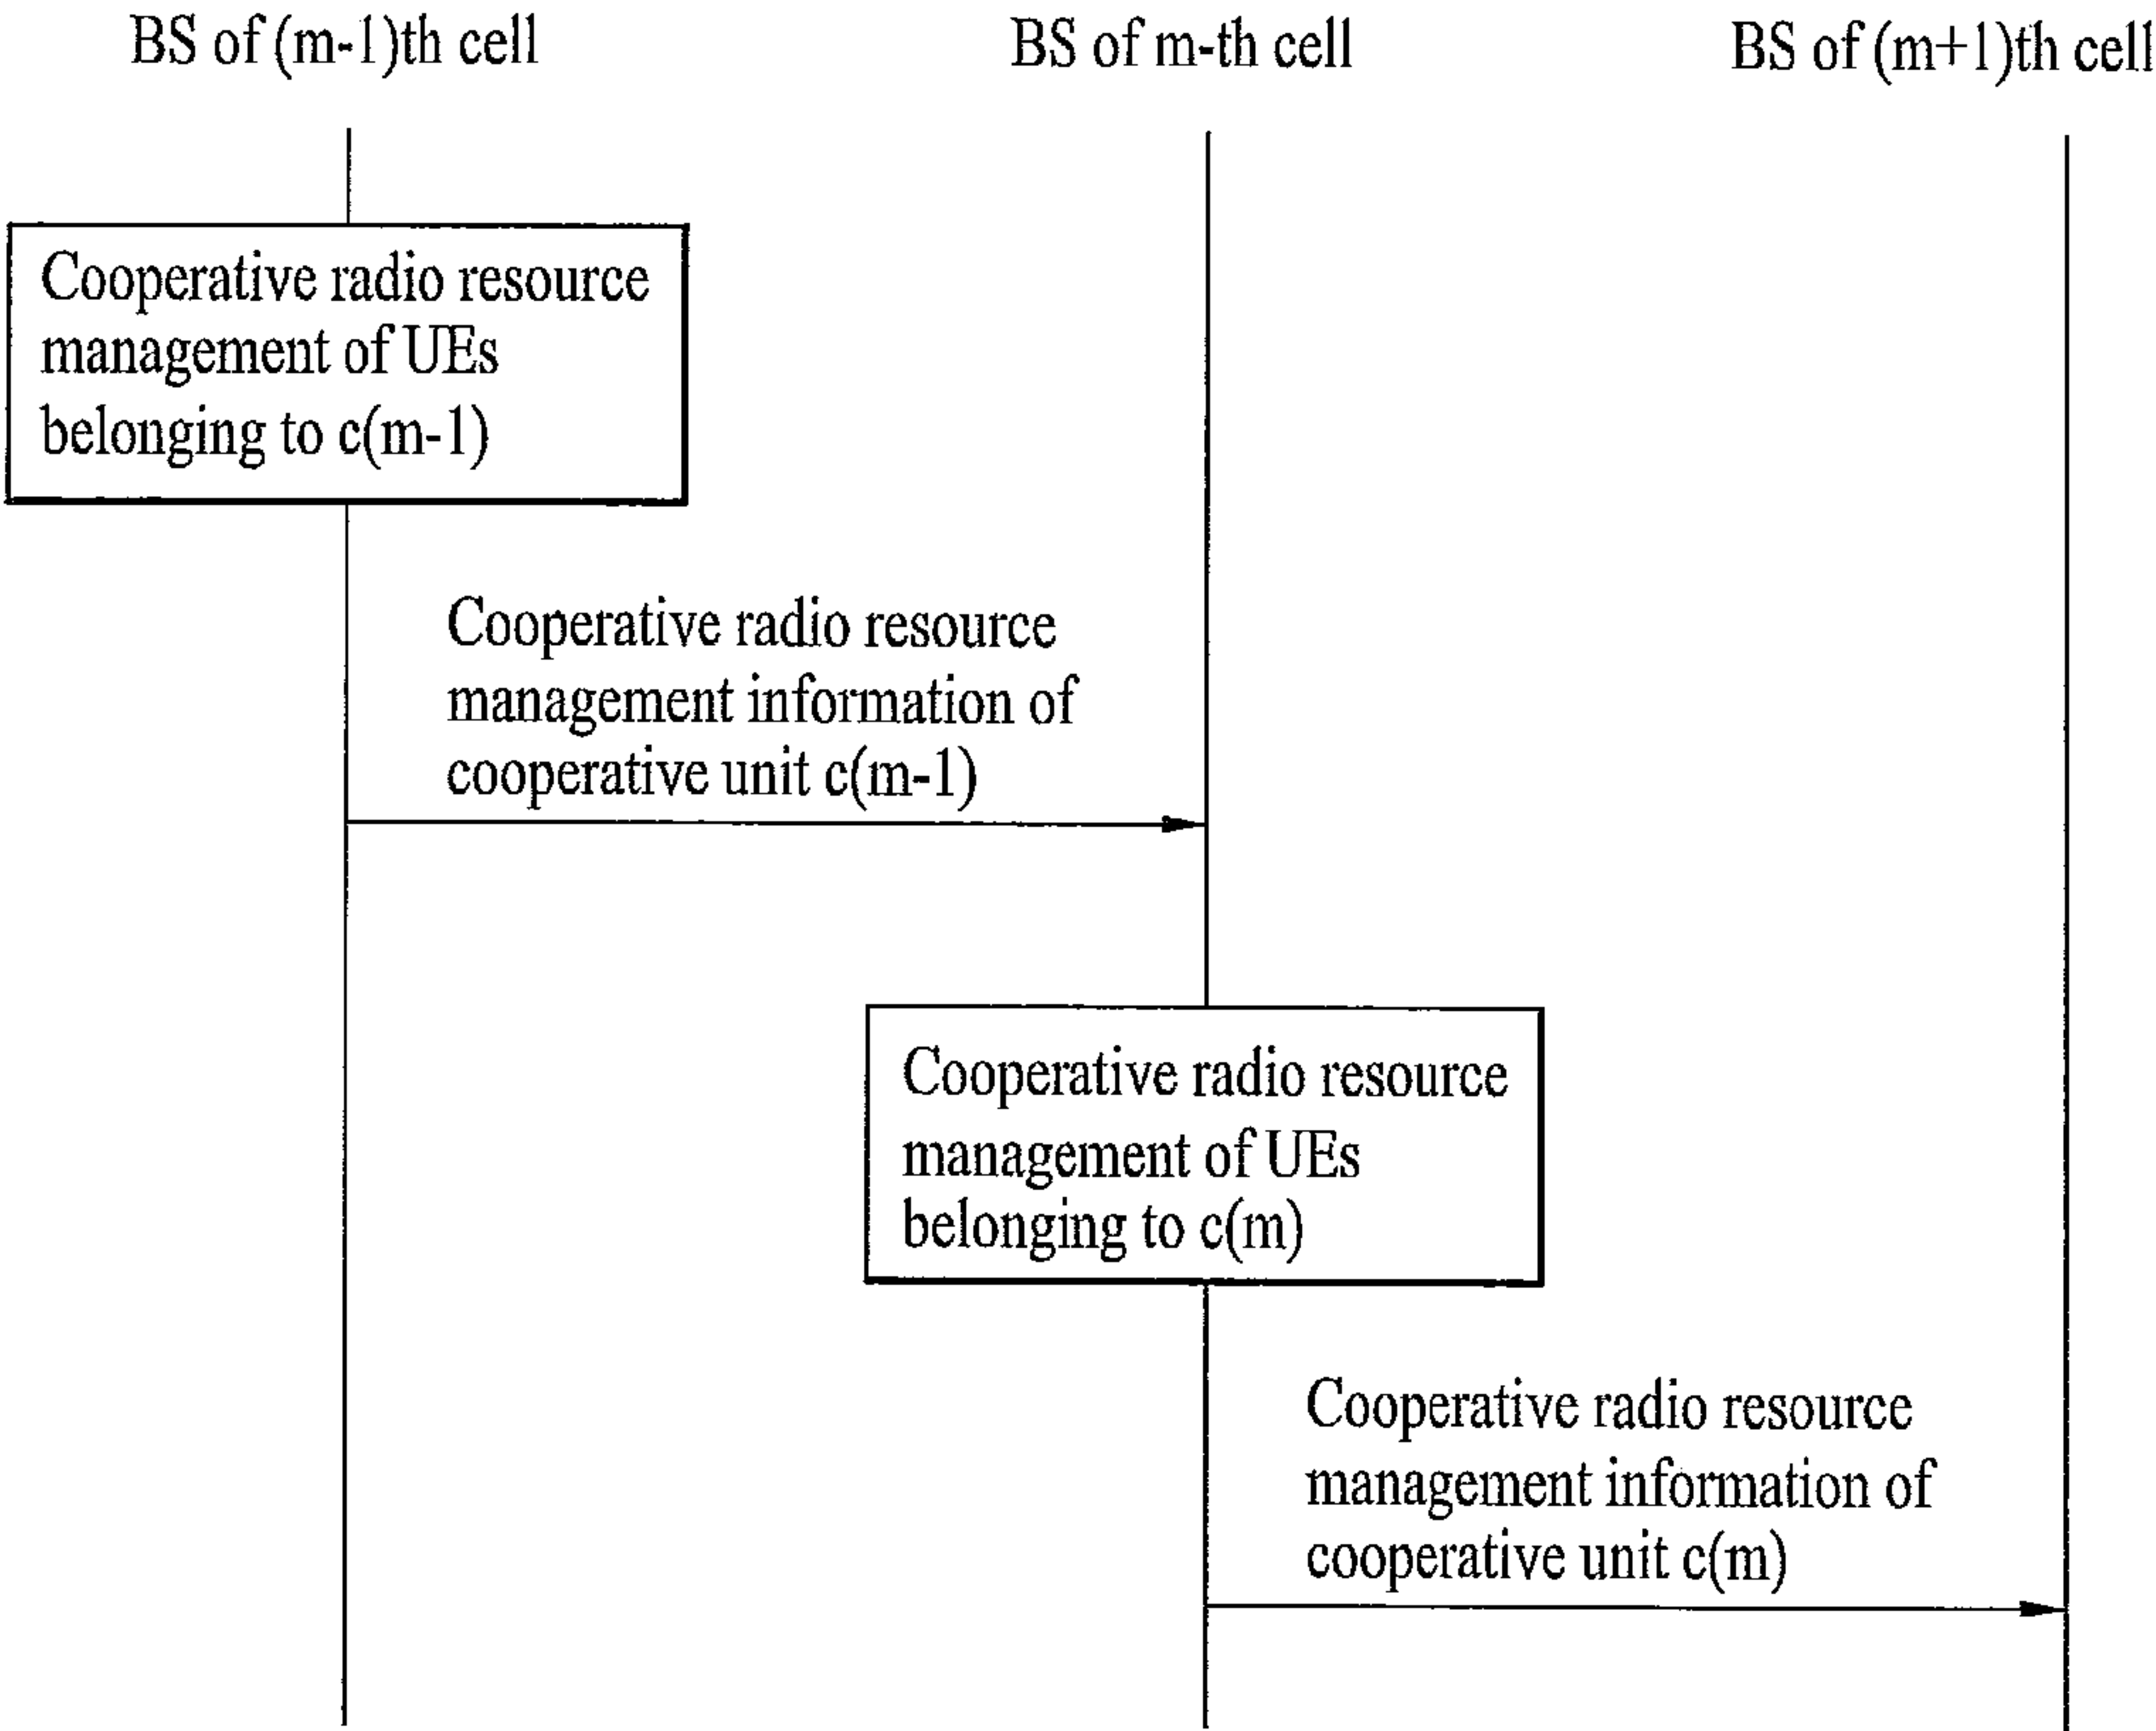 BS of (m-1)th cell
BS of m-th cell
BS of (m+1)th cell
Cooperative radio resource
management of UEs
belonging to c(m-1)
Cooperative radio resource
management information of
cooperative unit c(m-1)
Cooperative radio resource
management of UEs
belonging to c(m)
Cooperative radio resource
management information of
cooperative unit c(m)